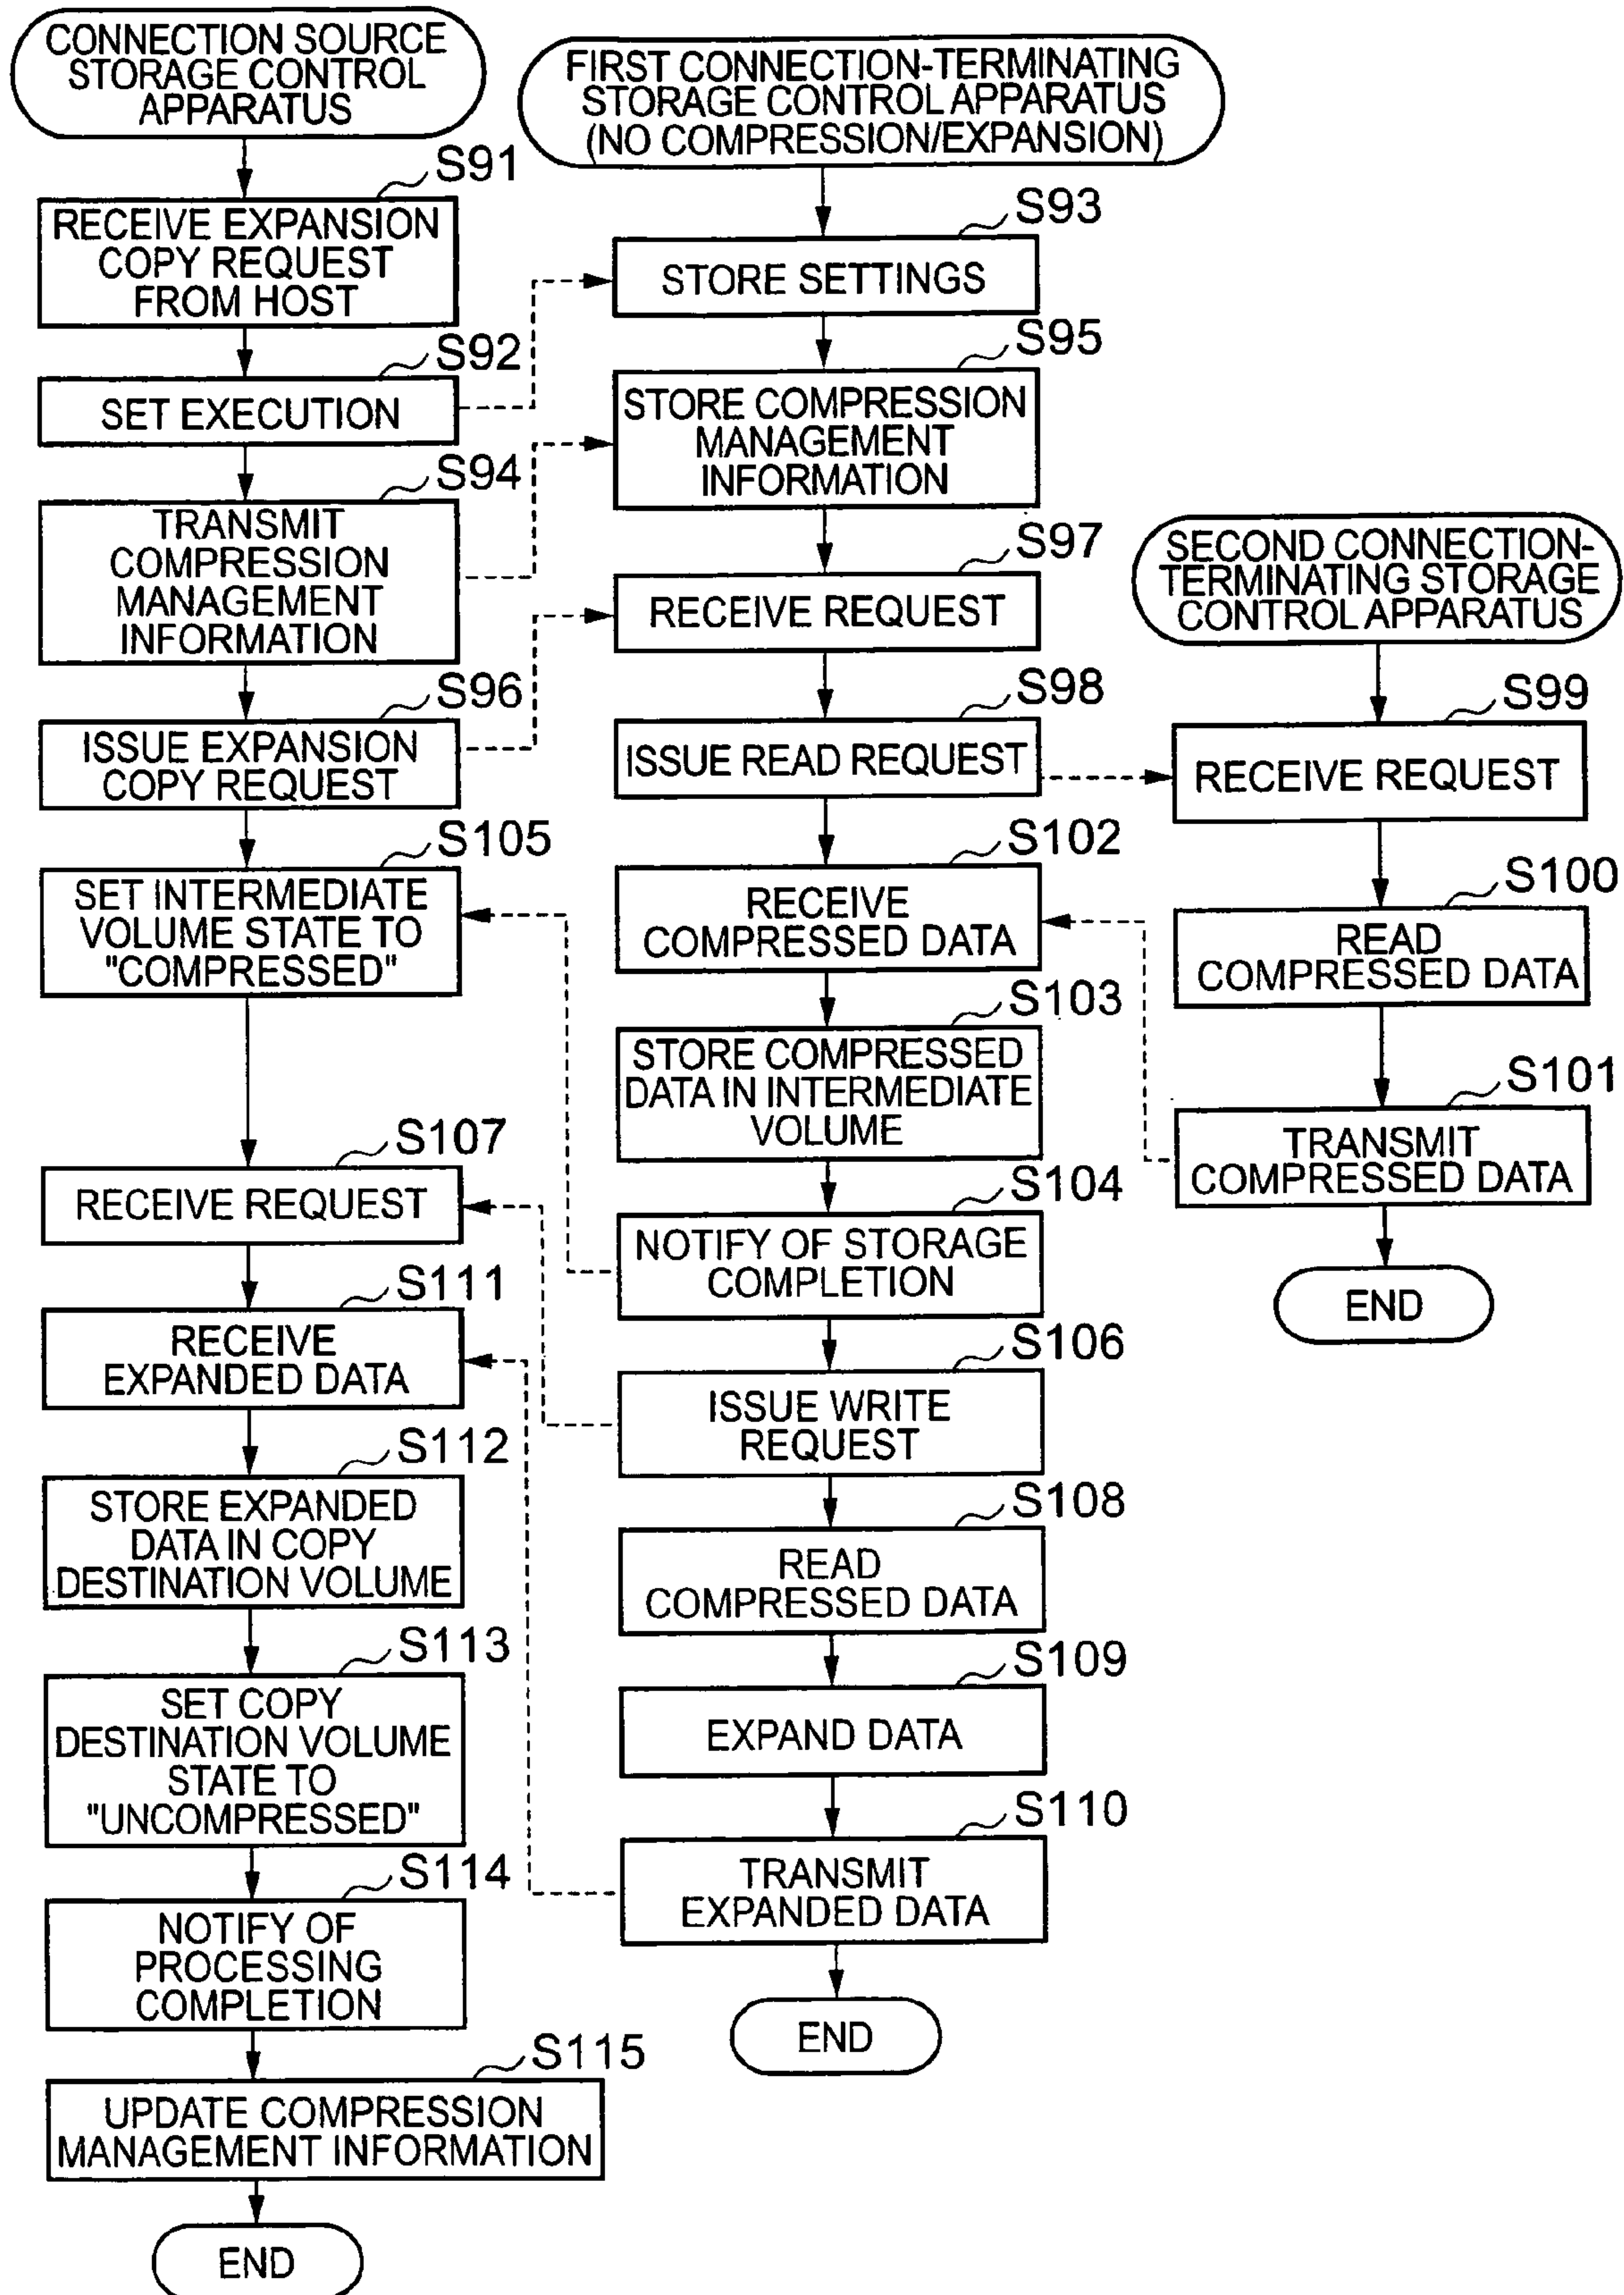 CONNECTION SOURCE
STORAGE CONTROL
APPARATUS
S91
RECEIVE EXPANSION
COPY REQUEST
FROM HOST
S92
SET EXECUTION
S94
TRANSMIT
COMPRESSION
MANAGEMENT
INFORMATION
S96
ISSUE EXPANSION
COPY REQUEST
S105
SET INTERMEDIATE
VOLUME STATE TO
"COMPRESSED"
S107
RECEIVE REQUEST
S111
RECEIVE
EXPANDED DATA
S112
STORE EXPANDED
DATA IN COPY
DESTINATION VOLUME
S113
SET COPY
DESTINATION VOLUME
STATE TO
"UNCOMPRESSED"
S114
NOTIFY OF
PROCESSING
COMPLETION
S115
UPDATE COMPRESSION
MANAGEMENT INFORMATION
END
FIRST CONNECTION-TERMINATING
STORAGE CONTROL APPARATUS
(NO COMPRESSION/EXPANSION)
S93
STORE SETTINGS
S95
STORE COMPRESSION
MANAGEMENT
INFORMATION
S97
RECEIVE REQUEST
S98
ISSUE READ REQUEST
S102
RECEIVE
COMPRESSED DATA
S103
STORE COMPRESSED
DATA IN INTERMEDIATE
VOLUME
S104
NOTIFY OF STORAGE
COMPLETION
S106
ISSUE WRITE
REQUEST
S108
READ
COMPRESSED DATA
S109
EXPAND DATA
S110
TRANSMIT
EXPANDED DATA
END
SECOND CONNECTION-
TERMINATING STORAGE
CONTROL APPARATUS
S99
RECEIVE REQUEST
S100
READ
COMPRESSED DATA
S101
TRANSMIT
COMPRESSED DATA
END